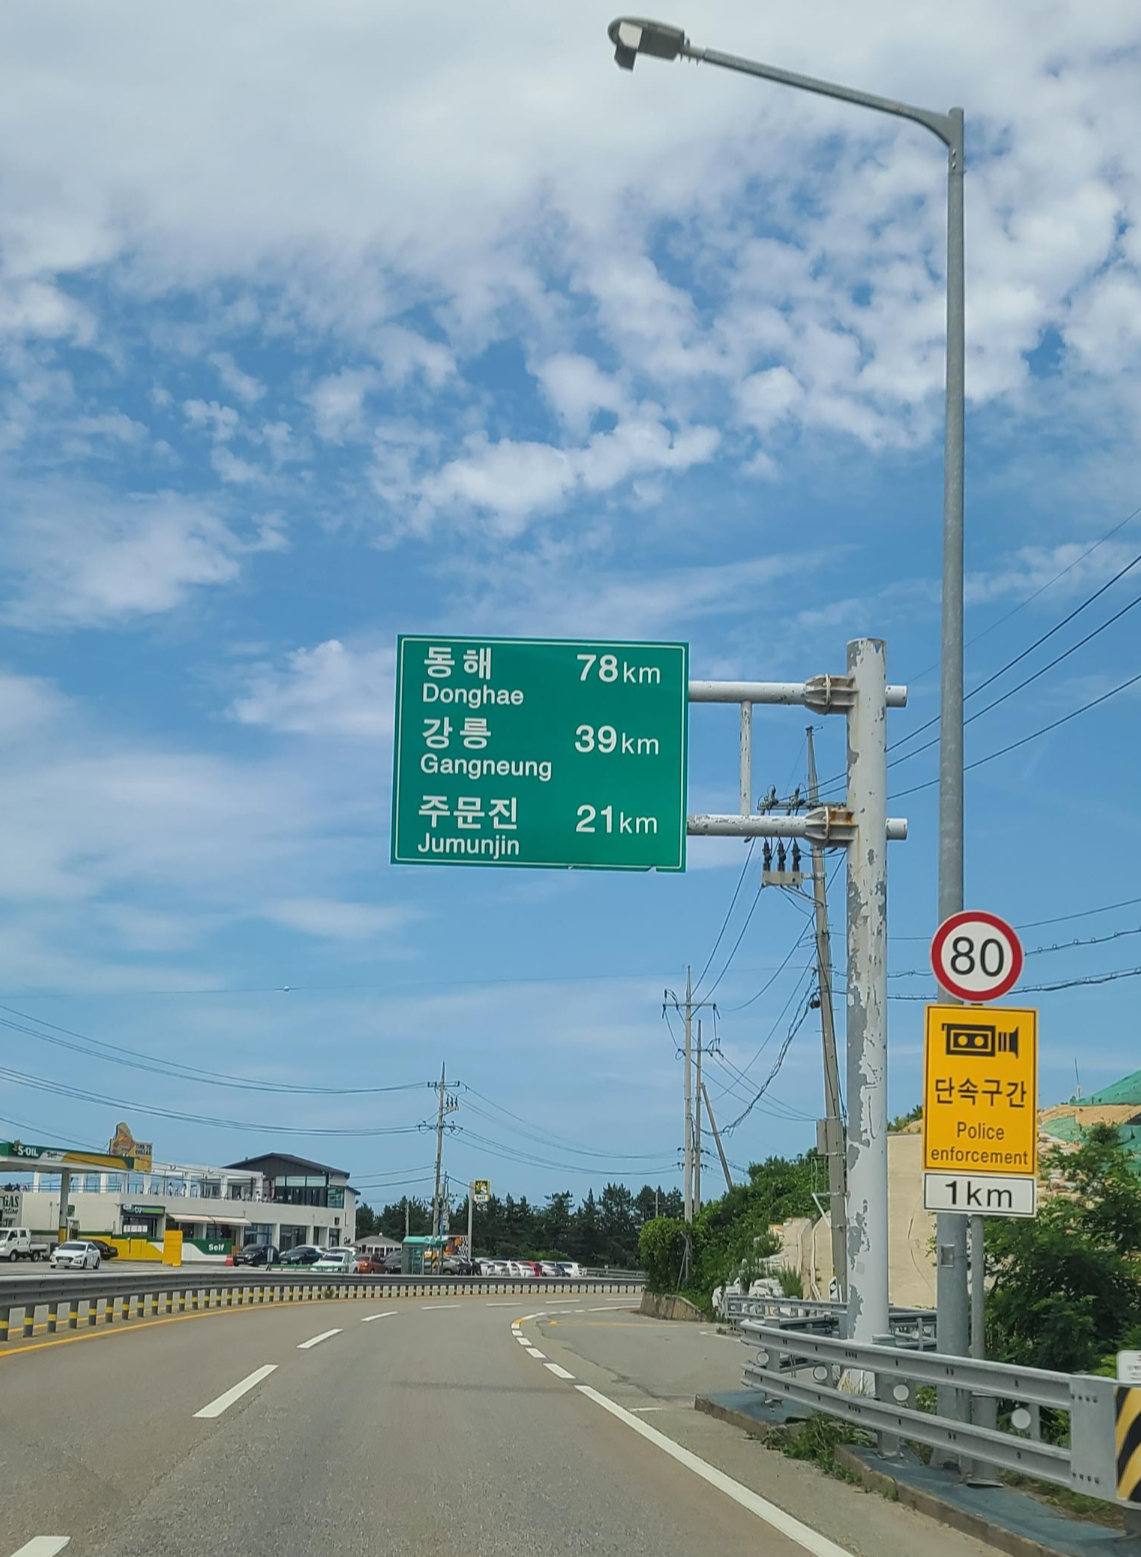 동해 78km
Donghae
강릉 39km
Gangneung
주문진 21km
Jumunjin
80
단속구간
Police
enforcement
1km
S-OIL
Self